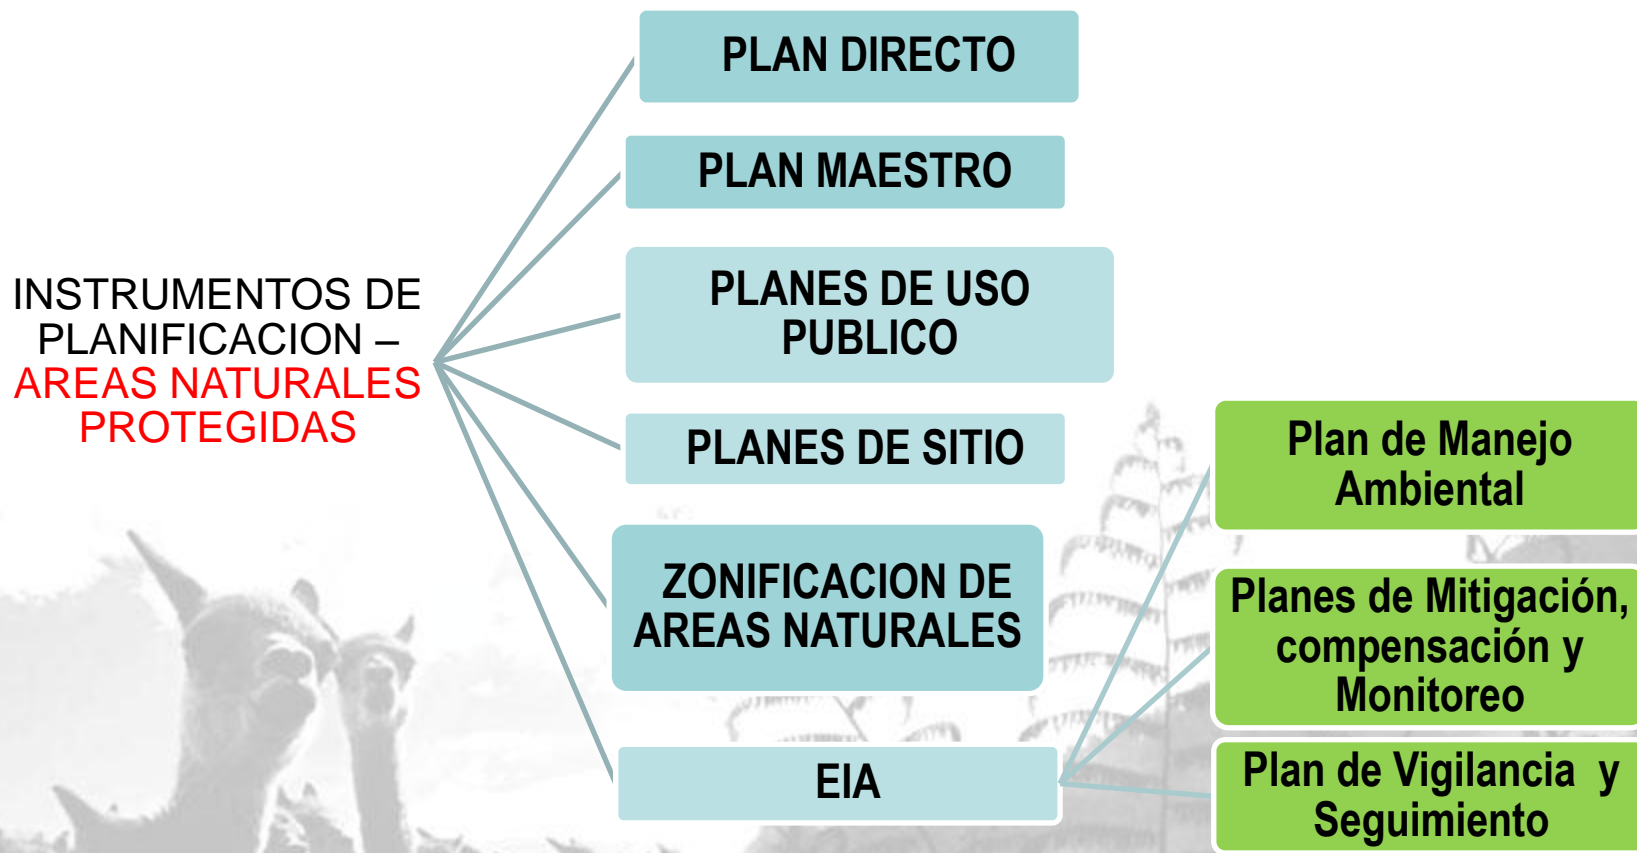 INSTRUMENTOS DE
PLANIFICACION –
AREAS NATURALES
PROTEGIDAS
PLAN DIRECTO
PLAN MAESTRO
PLANES DE USO
PUBLICO
PLANES DE SITIO
ZONIFICACION DE
AREAS NATURALES
EIA
Plan de Manejo
Ambiental
Planes de Mitigación,
compensación y
Monitoreo
Plan de Vigilancia y
Seguimiento